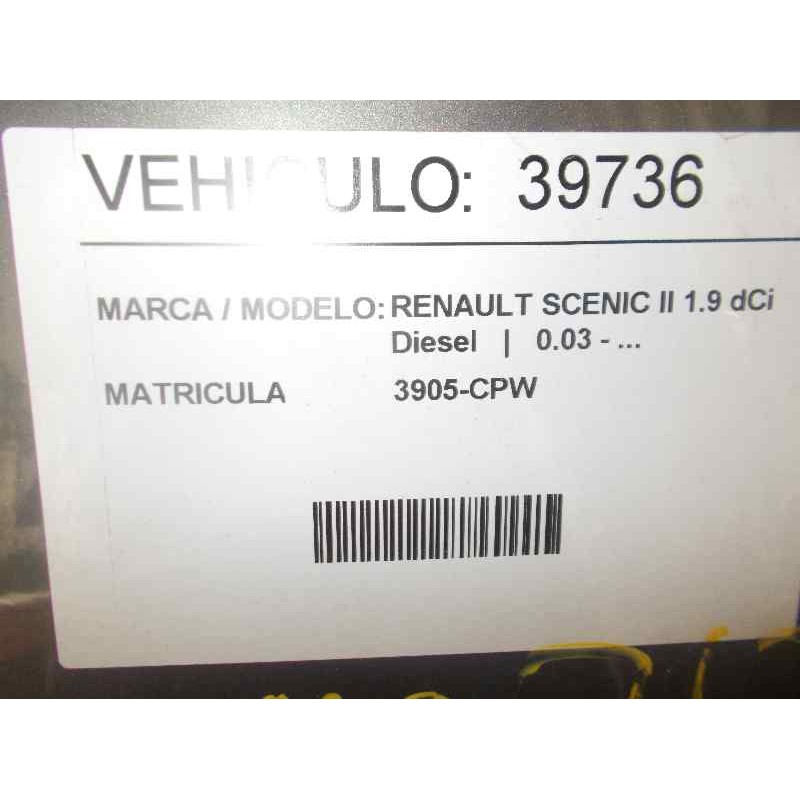 VEHICULO: 39736
MARCA / MODELO: RENAULT SCENIC II 1.9 dCi
Diesel | 0.03 - ...
MATRICULA 3905-CPW